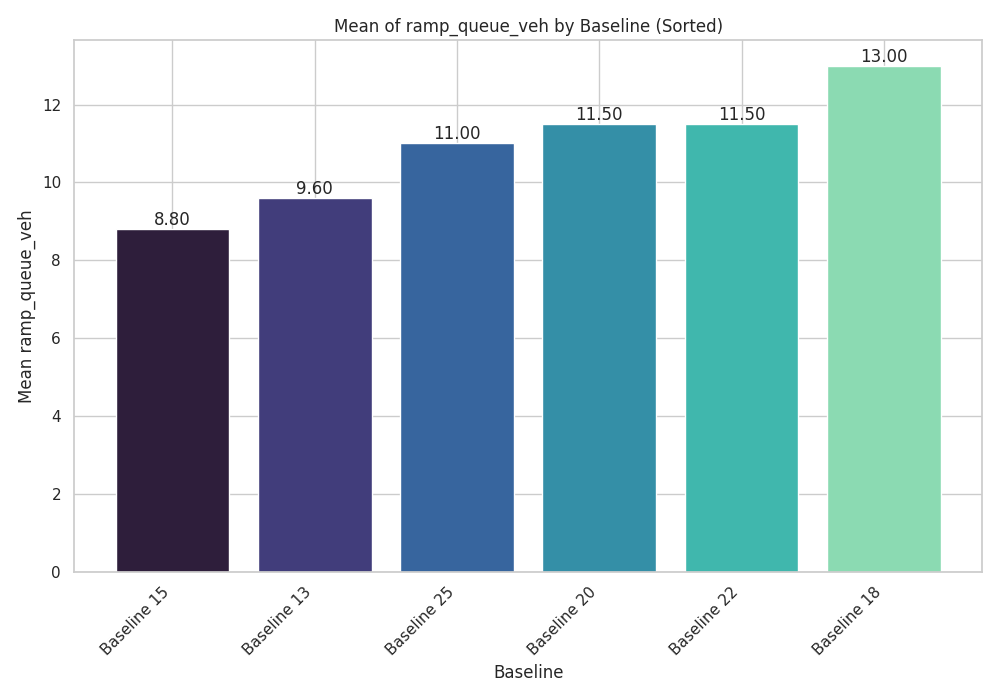 Mean of ramp_queue_veh by Baseline (Sorted)
Mean ramp_queue_veh
12
10
8
6
4
2
0
8.80
9.60
11.00
11.50
11.50
13.00
Baseline 15
Baseline 13
Baseline 25
Baseline 20
Baseline 22
Baseline 18
Baseline